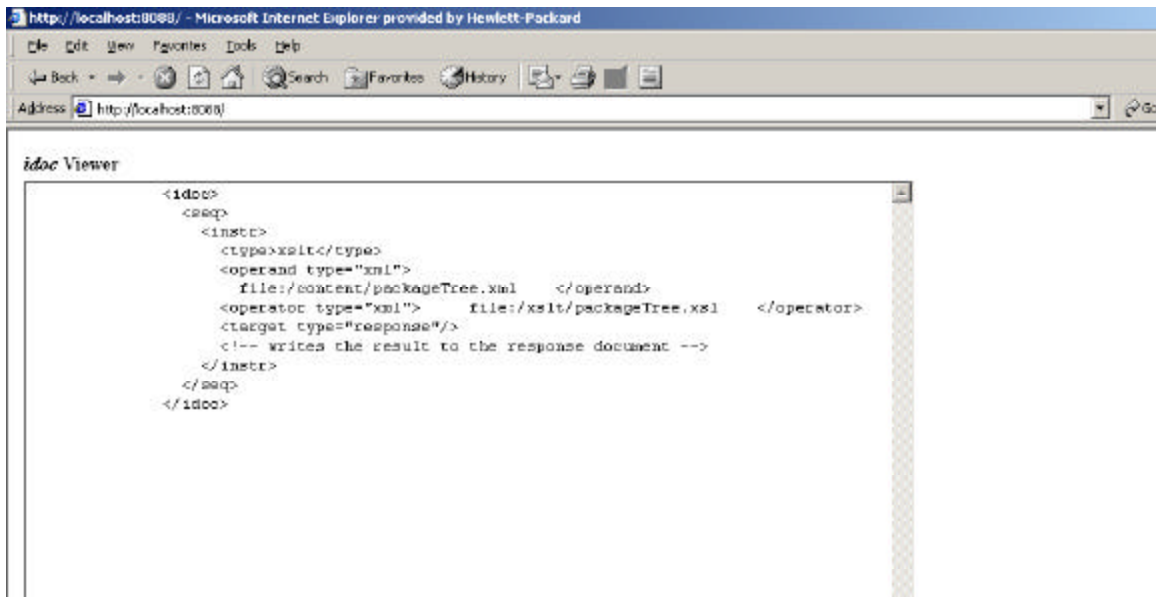 http://localhost:8088/ - Microsoft Internet Explorer provided by Hewlett-Packard
File Edit View Favorites Tools Help
Back Search Favorites History
Address http://localhost:8088/ Go
idoc Viewer
<idoc>
<seq>
<instr>
<type>xslt</type>
<operand type="xml">
file:/content/packageTree.xml </operand>
<operator type="xml"> file:/xslt/packageTree.xsl </operator>
<target type="response"/>
<!-- writes the result to the response document -->
</instr>
</seq>
</idoc>